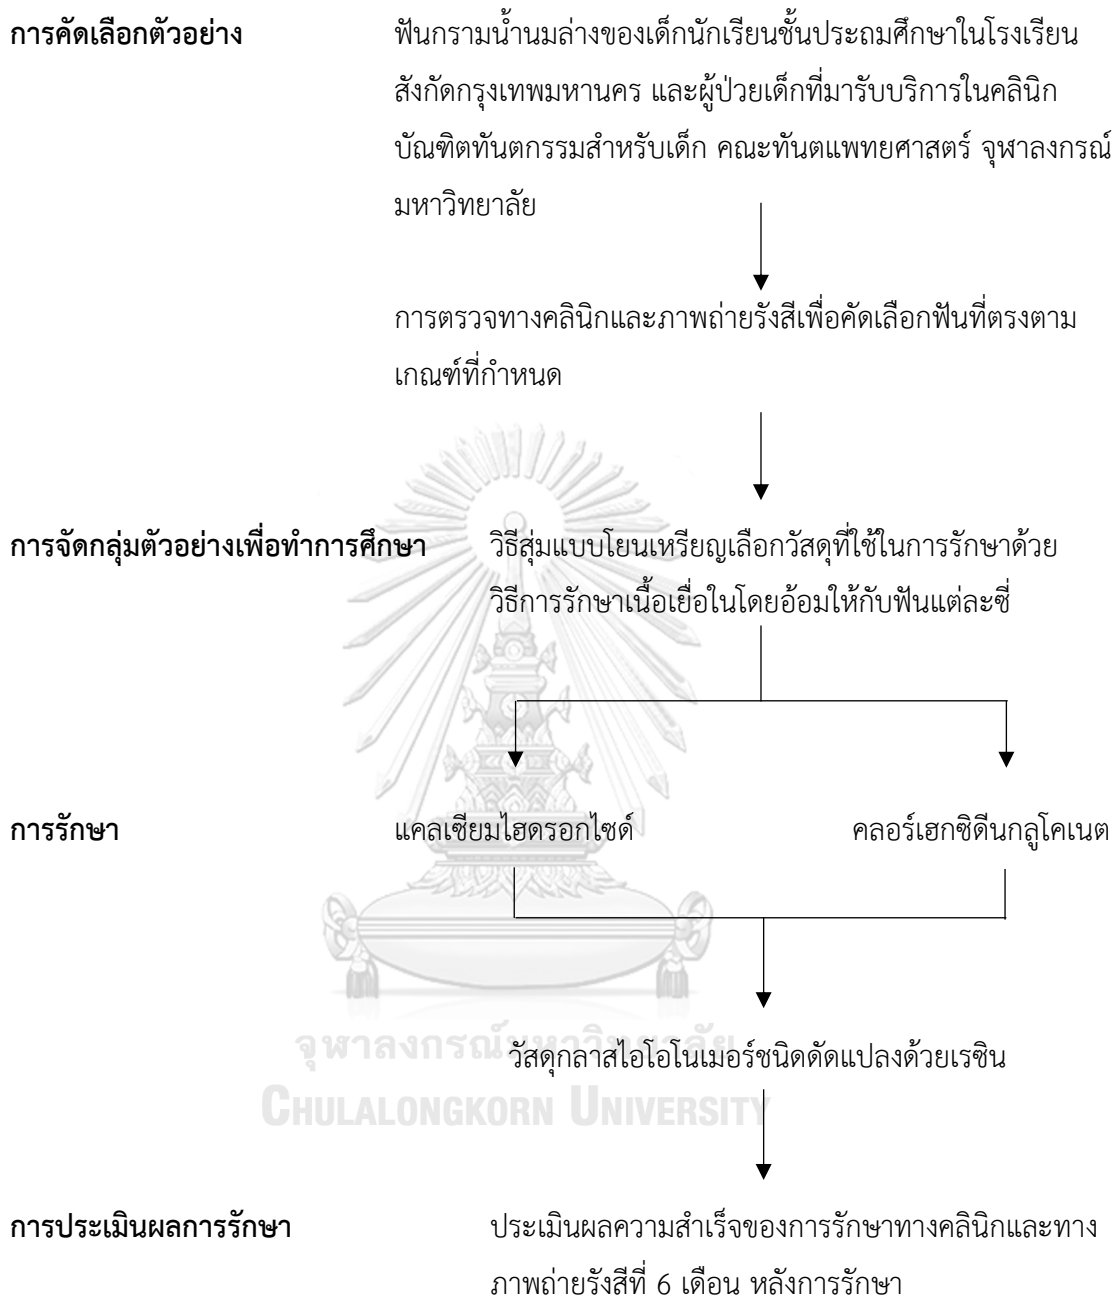 การคัดเลือกตัวอย่าง
ฟันกรามน้ำนมล่างของเด็กนักเรียนชั้นประถมศึกษาในโรงเรียน
สังกัดกรุงเทพมหานคร และผู้ป่วยเด็กที่มารับบริการในคลินิก
บัณฑิตทันตกรรมสำหรับเด็ก คณะทันตแพทยศาสตร์ จุฬาลงกรณ์
มหาวิทยาลัย
การตรวจทางคลินิกและภาพถ่ายรังสีเพื่อคัดเลือกฟันที่ตรงตาม
เกณฑ์ที่กำหนด
การจัดกลุ่มตัวอย่างเพื่อทำการศึกษา
วิธีสุ่มแบบโยนเหรียญเลือกวัสดุที่ใช้ในการรักษาด้วย
วิธีการรักษาเนื้อเยื่อในโดยอ้อมให้กับฟันแต่ละซี่
การรักษา
แคลเซียมไฮดรอกไซด์
คลอร์เฮกซิดีนกลูโคเนต
จุฬาลงกรณ์มหาวิทยาลัย
วัสดุกลาสไอโอโนเมอร์ชนิดดัดแปลงด้วยเรซิน
CHULALONGKORN UNIVERSITY
การประเมินผลการรักษา
ประเมินผลความสำเร็จของการรักษาทางคลินิกและทาง
ภาพถ่ายรังสีที่ 6 เดือน หลังการรักษา